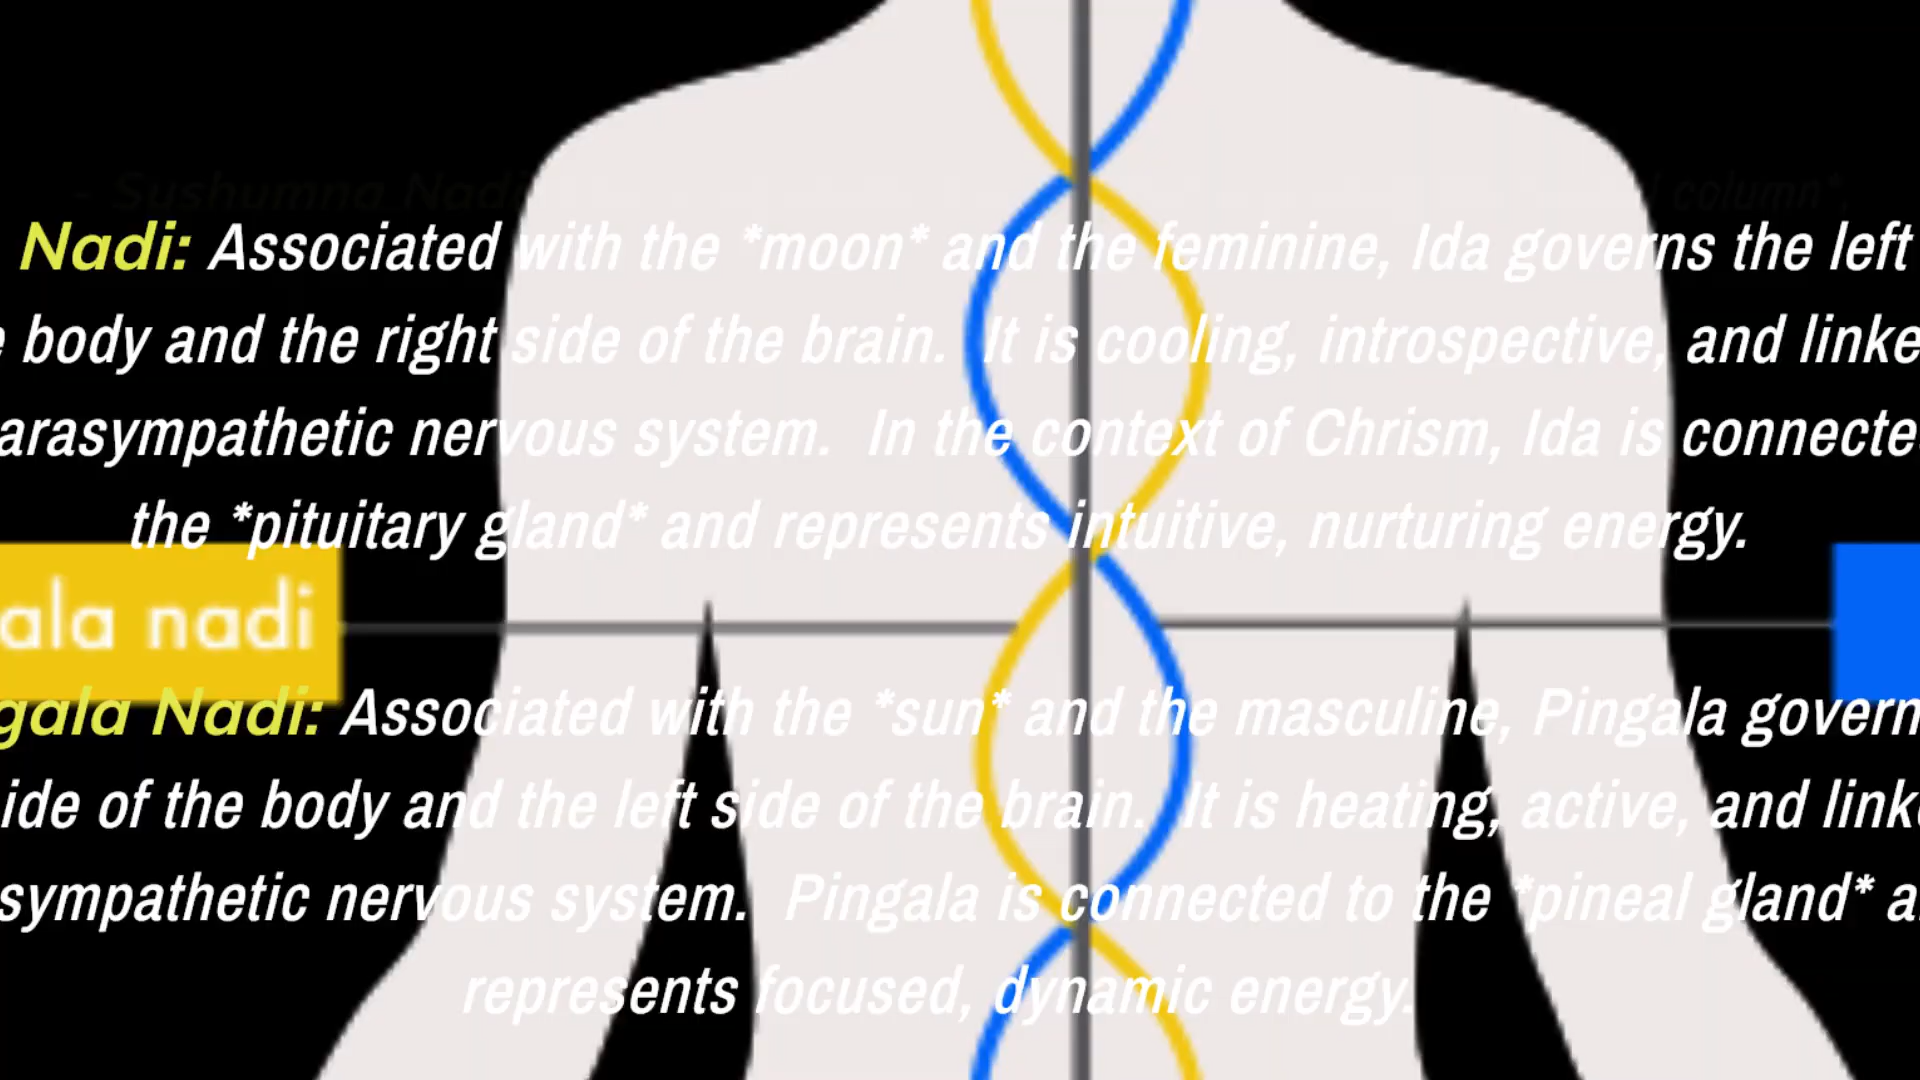 - Sushumna Nadi
column*,
Nadi: Associated with the *moon* and the feminine, Ida governs the left
body and the right side of the brain. It is cooling, introspective, and linke
arasympathetic nervous system. In the context of Chrism, Ida is connecte
the *pituitary gland* and represents intuitive, nurturing energy.
ala nadi
gala Nadi: Associated with the *sun* and the masculine, Pingala govern
ide of the body and the left side of the brain. It is heating, active, and link
sympathetic nervous system. Pingala is connected to the *pineal gland* a
represents focused, dynamic energy.